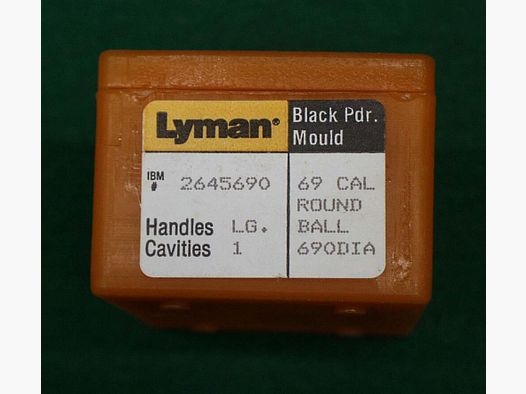 Lyman®
Black Pdr.
Mould
IBM
# 2645690
Handles LG.
Cavities 1
69 CAL
ROUND
BALL
690DIA